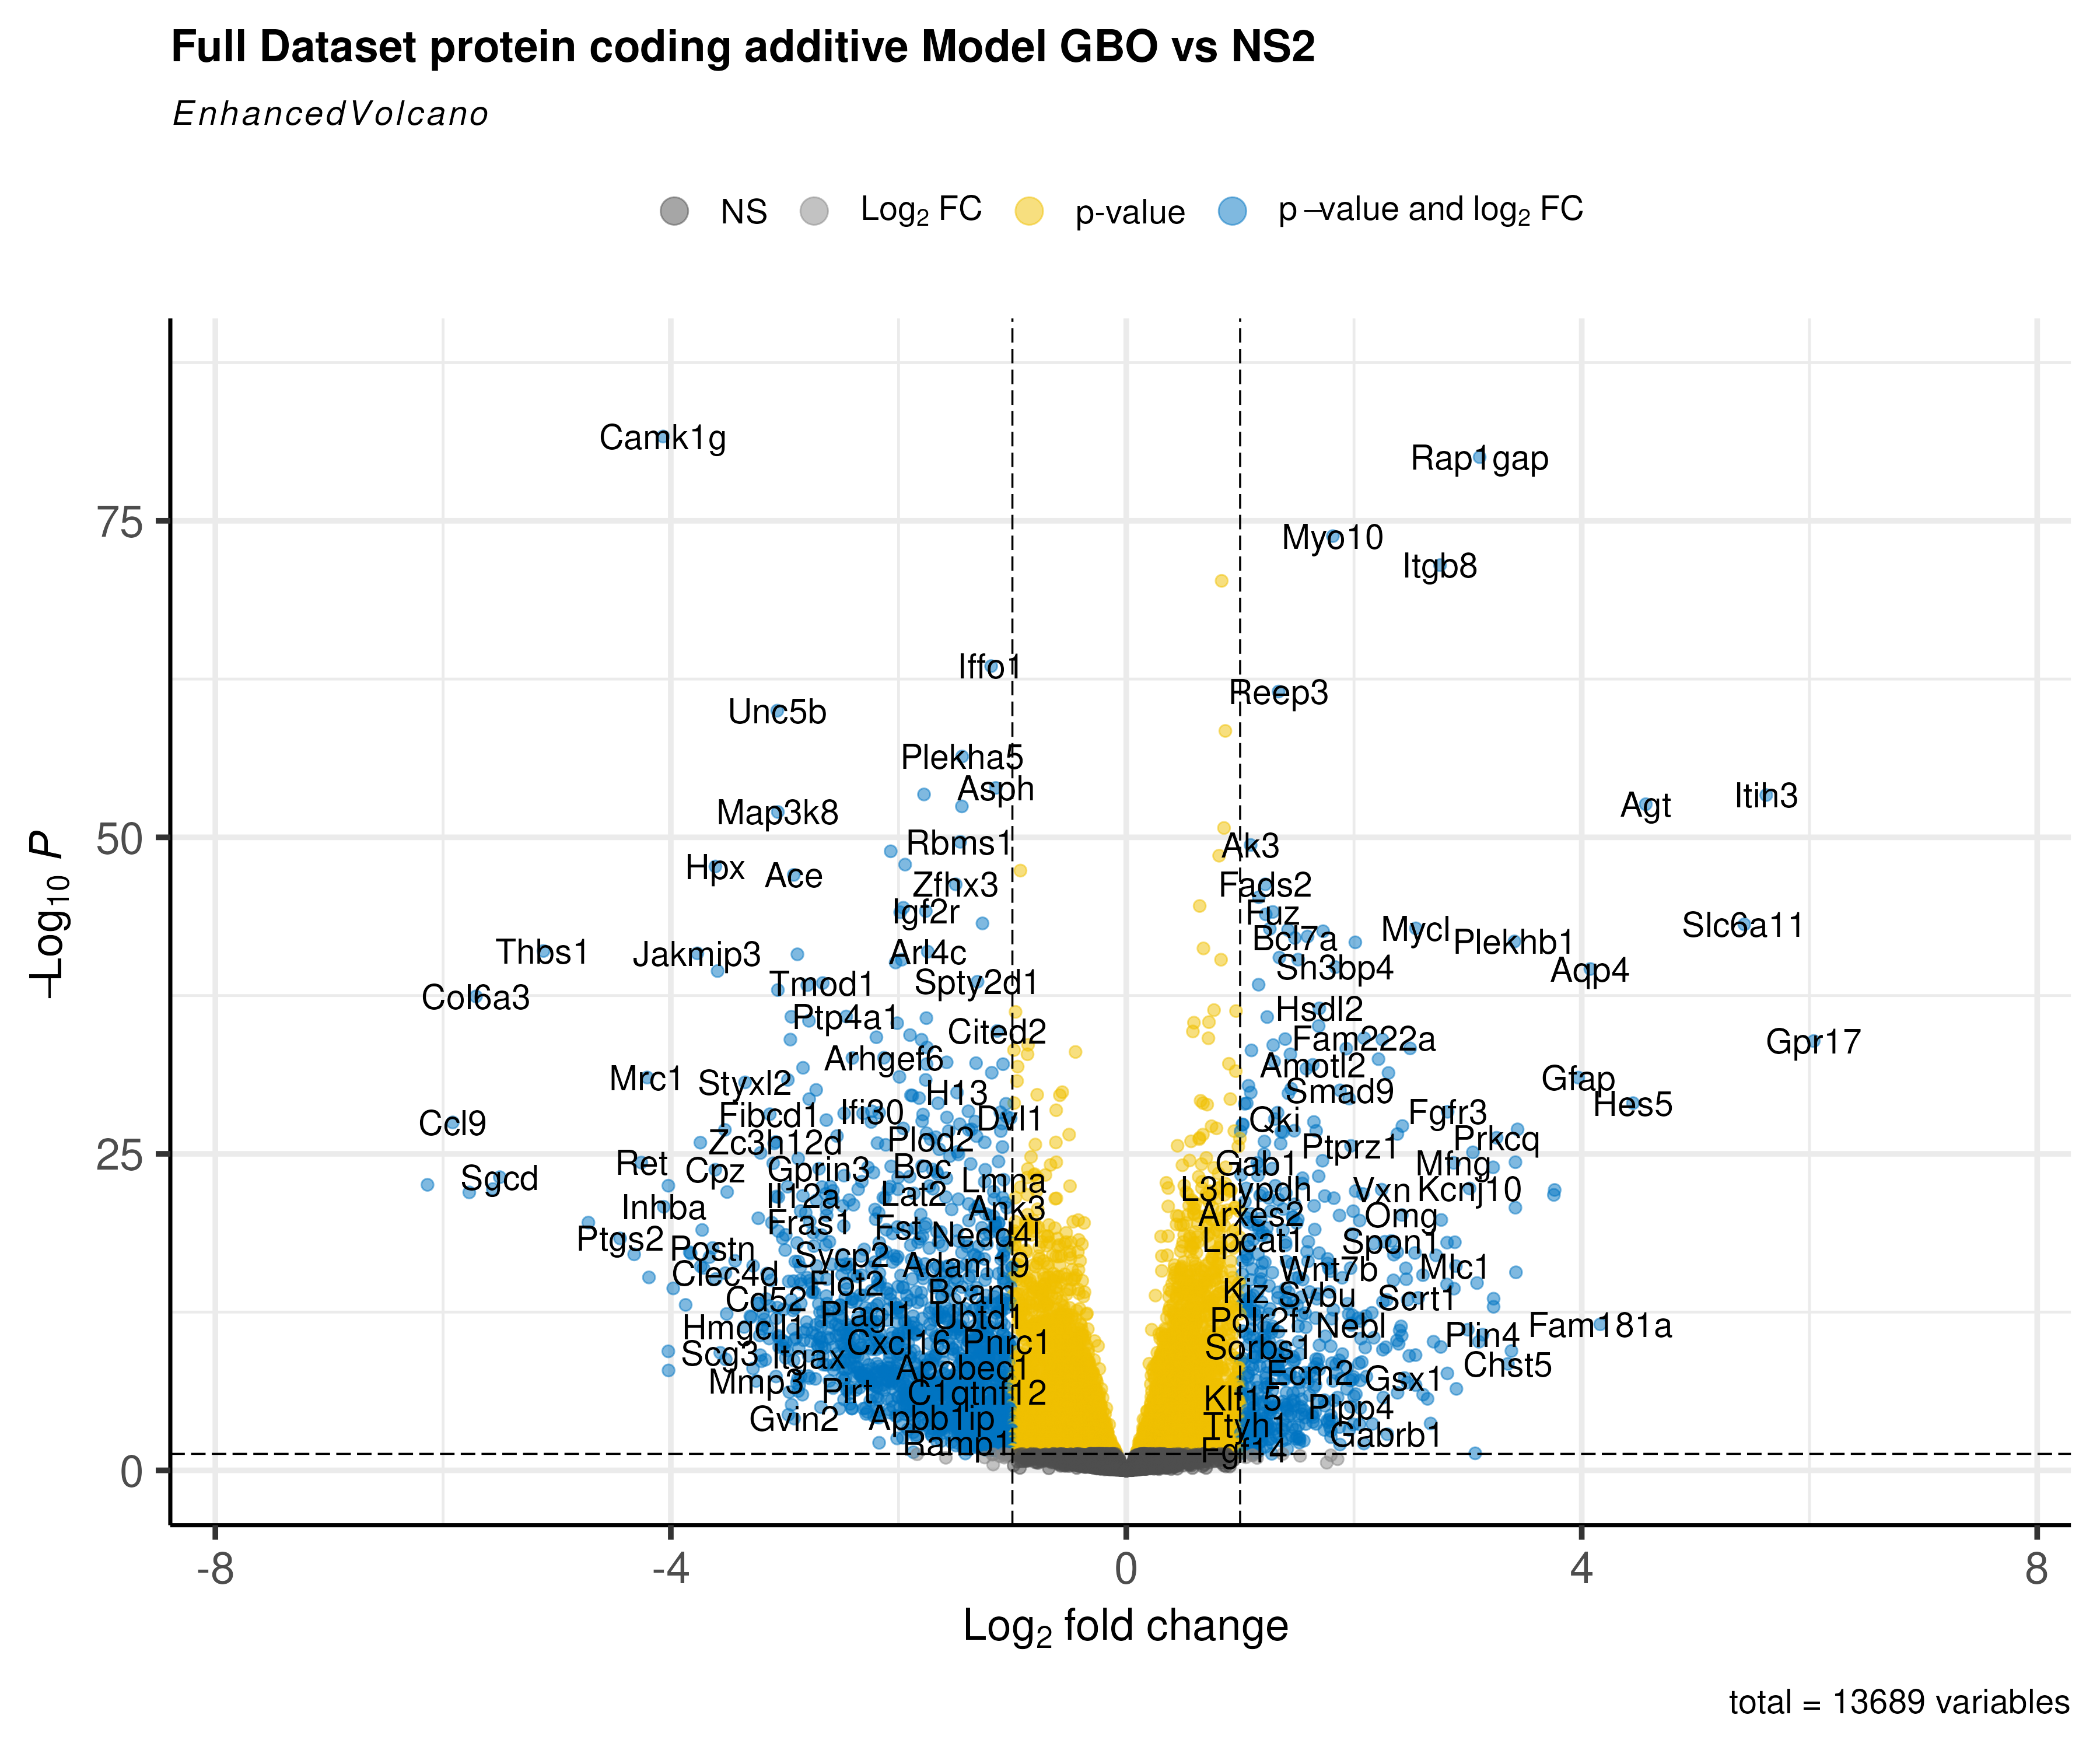 Full Dataset protein coding additive Model GBO vs NS2
EnhancedVolcano
NS Log2 FC p-value p−value and log2 FC
Camk1g
Rap1gap
75
Myo10
Itgb8
Iffo1
Reep3
Unc5b
Plekha5
Asph
Itih3
Agt
Map3k8
50
Rbms1
Ak3
Hpx
Ace
Zfhx3
Fads2
Igf2r
Fuz
Slc6a11
Mycl
Bcl7a
Plekhb1
Thbs1
Jakmip3
Arl4c
Sh3bp4
Aqp4
Tmod1
Spty2d1
Col6a3
Hsdl2
Ptp4a1
Cited2
Fam222a
Gpr17
Arhgef6
Amotl2
Mrc1
Styxl2
Gfap
H13
Smad9
Hes5
Fibcd1
Ifi30
Dvl1
Qki
Fgfr3
Ccl9
Zc3h12d
Plod2
Ptprz1
Prkcq
25
Ret
Cpz
Gprin3
Boc
Gab1
Mfng
Sgcd
Lmna
Il12a
Lat2
L3hypdh
Vxn
Kcnj10
Inhba
Ank3
Arxes2
Omg
Fras1
Fst
Nedd4l
Ptgs2
Postn
Sycp2
Lpcat1
Spon1
Adam19
Clec4d
Flot2
Wnt7b
Mlc1
Cd52
Bcam
Kiz
Sybu
Scrt1
Plagl1
Ubtd1
Polr2f
Nebl
Fam181a
Hmgcll1
Cxcl16
Pnrc1
Sorbs1
Plin4
Scg3
Itgax
Apobec1
Ecm2
Chst5
Mmp3
Pirt
C1qtnf12
Klf15
Gsx1
Gvin2
Apbb1ip
Ttyh1
Plpp4
Ramp1
Fgf14
Gabrb1
0
−Log10 P
-8 -4 0 4 8
Log2 fold change
total = 13689 variables